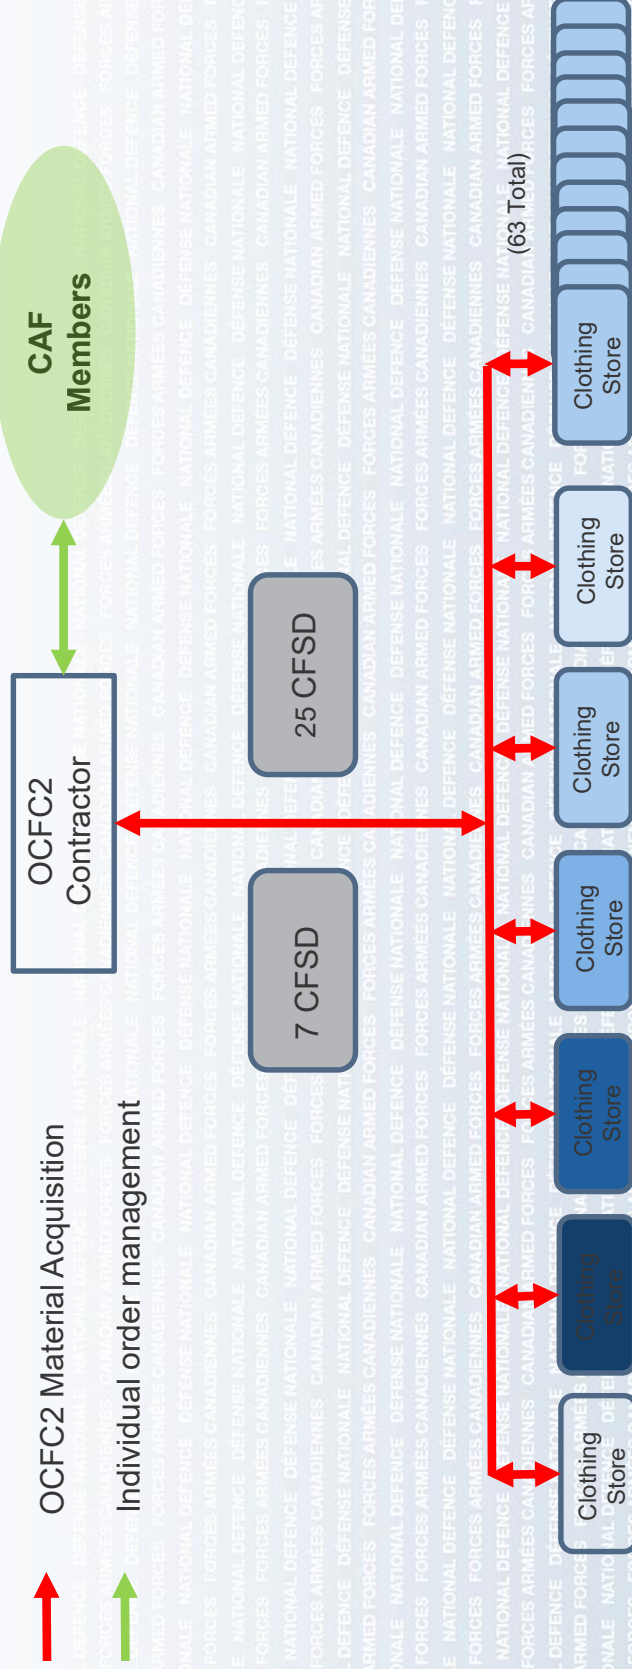 OCFC2 Material Acquisition
Individual order management
OCFC2
Contractor
CAF
Members
7 CFSD
25 CFSD
(63 Total)
Clothing
Store
Clothing
Store
Clothing
Store
Clothing
Store
Clothing
Store
Clothing
Store
Clothing
Store